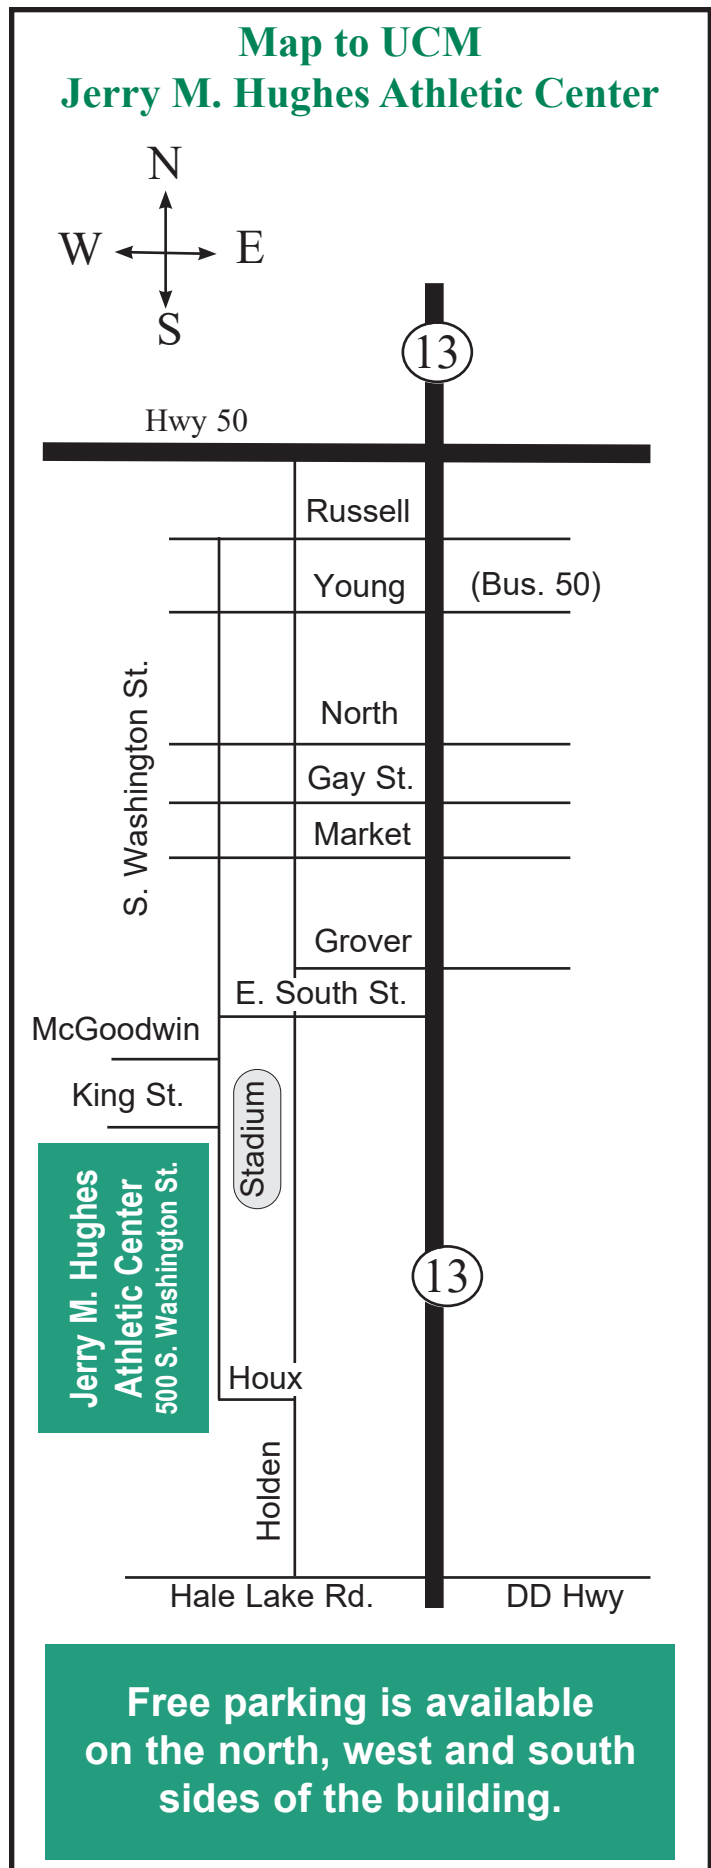 Map to UCM
Jerry M. Hughes Athletic Center
N
W E
S
13
Hwy 50
Russell
Young (Bus. 50)
S. Washington St.
North
Gay St.
Market
Grover
E. South St.
McGoodwin
King St.
Stadium
Jerry M. Hughes
Athletic Center
500 S. Washington St.
13
Houx
Holden
Hale Lake Rd. DD Hwy
Free parking is available
on the north, west and south
sides of the building.